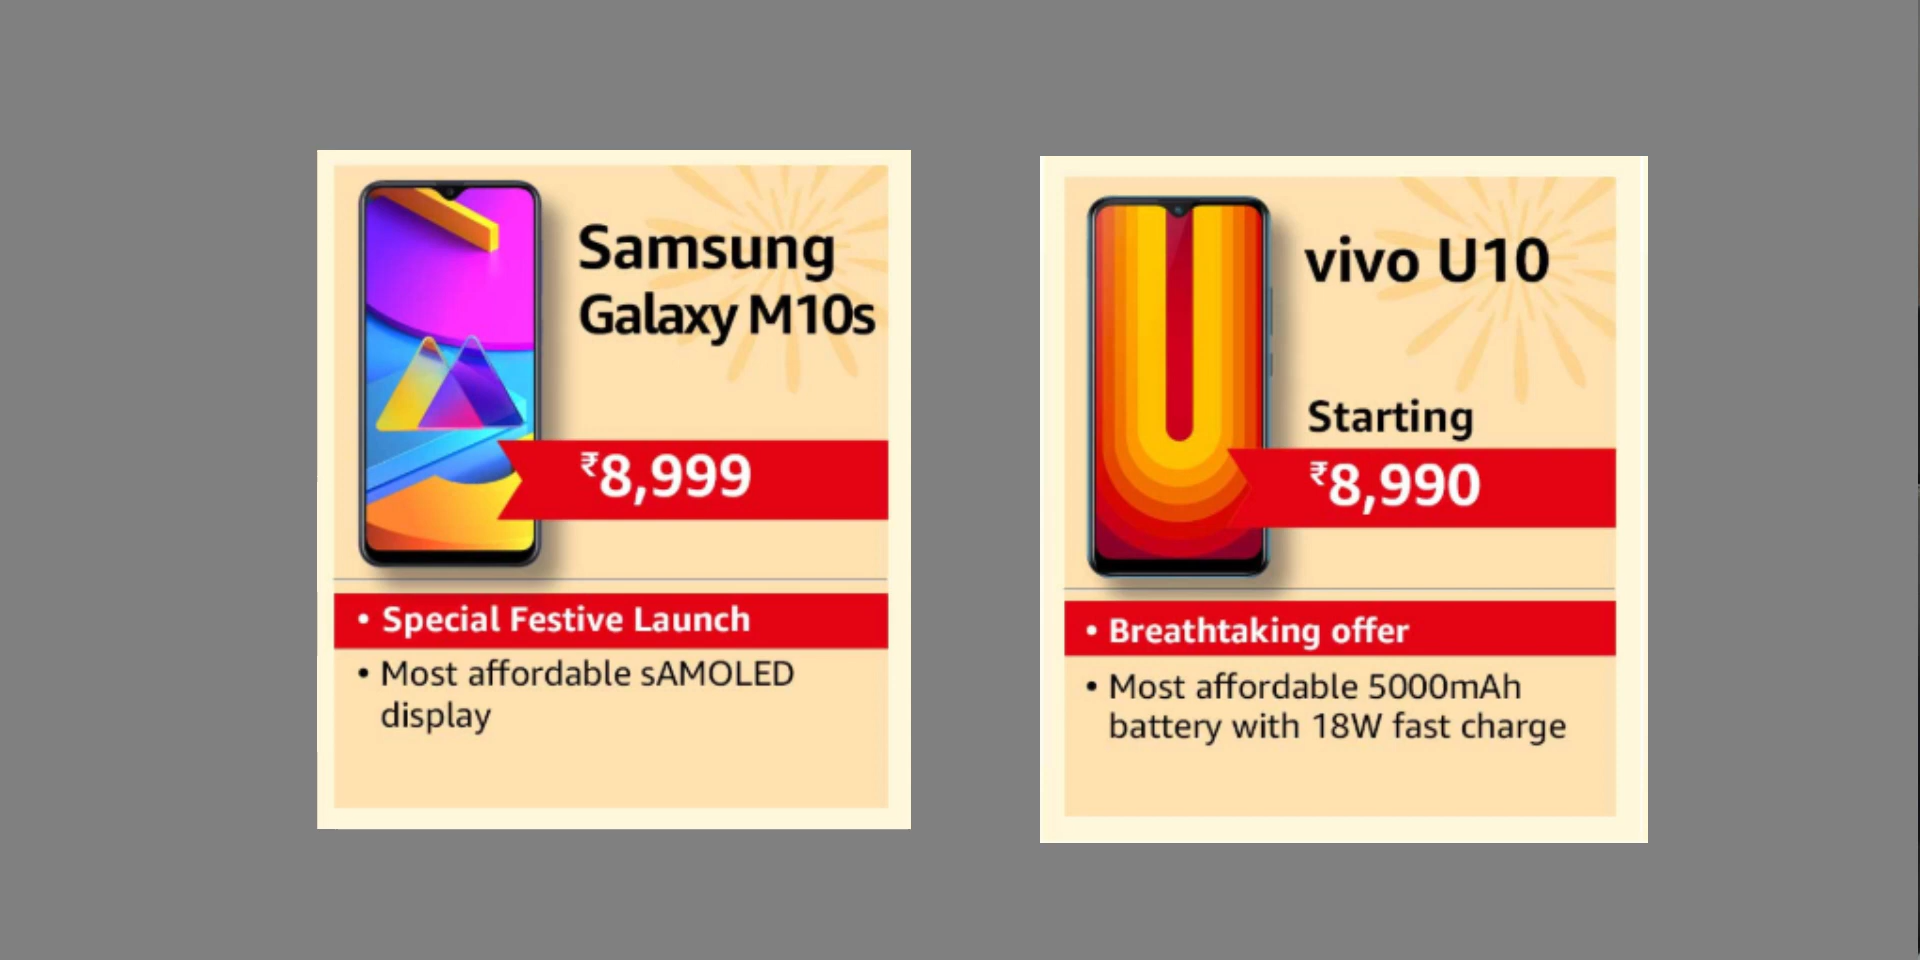 Samsung
Galaxy M10s
₹8,999
• Special Festive Launch
• Most affordable sAMOLED
display
vivo U10
Starting
₹8,990
• Breathtaking offer
• Most affordable 5000mAh
battery with 18W fast charge